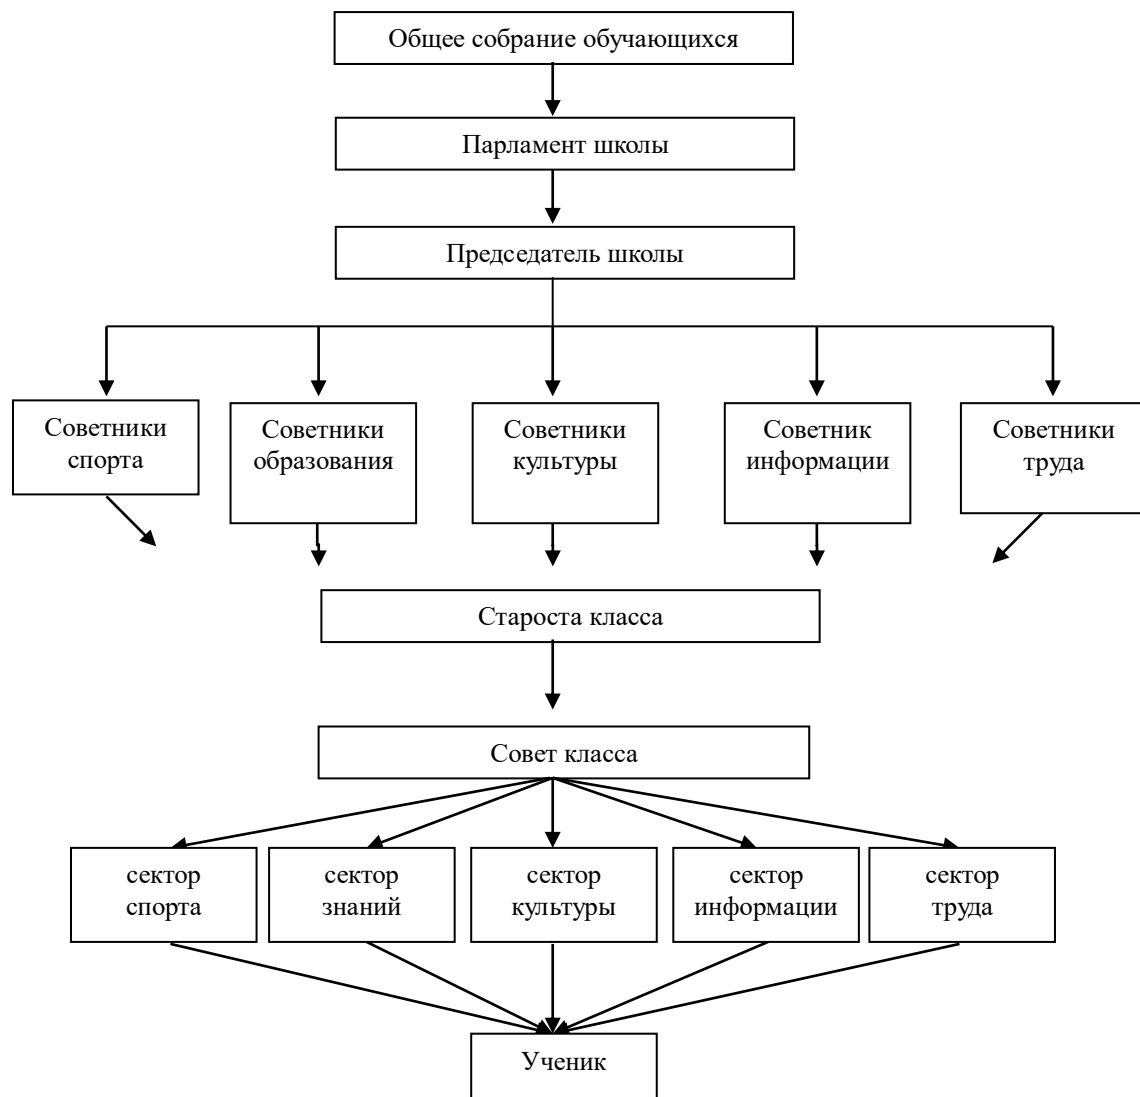 Общее собрание обучающихся
Парламент школы
Председатель школы
Советники
спорта
Советники
образования
Советники
культуры
Советник
информации
Советники
труда
Староста класса
Совет класса
сектор
спорта
сектор
знаний
сектор
культуры
сектор
информации
сектор
труда
Ученик